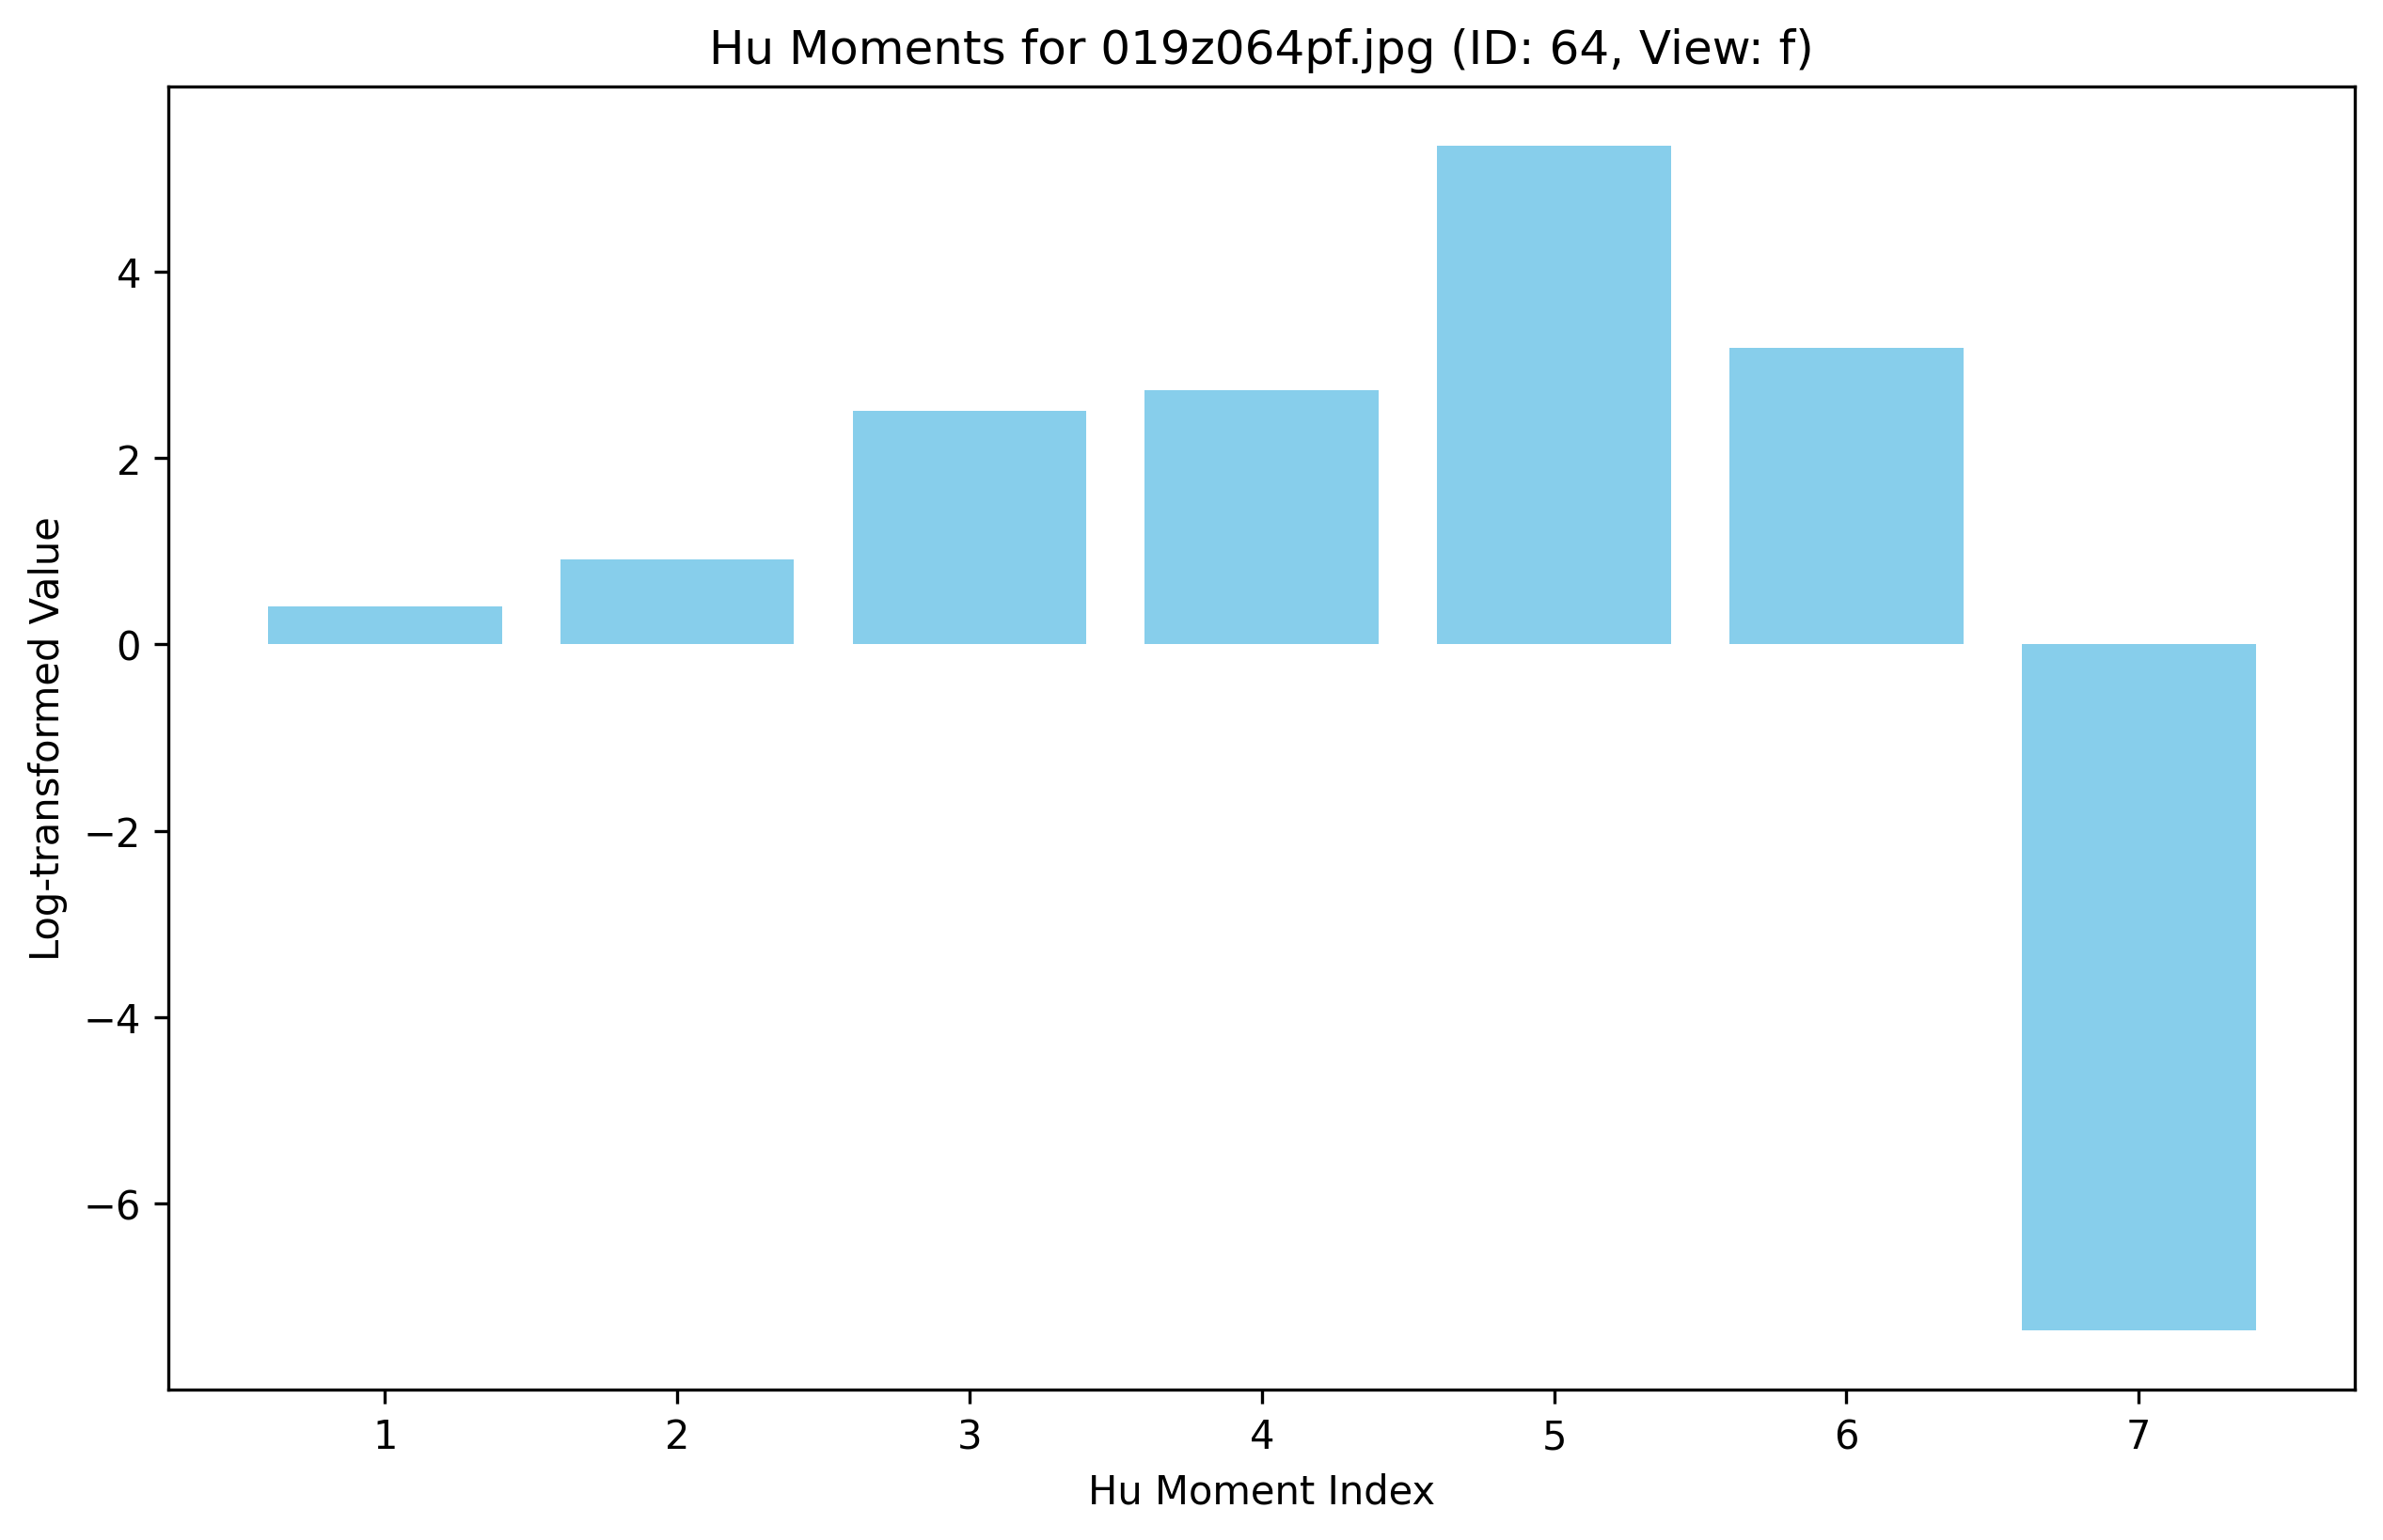 Hu Moments for 019z064pf.jpg (ID: 64, View: f)
Log-transformed Value
4
2
0
−2
−4
−6
1 2 3 4 5 6 7
Hu Moment Index